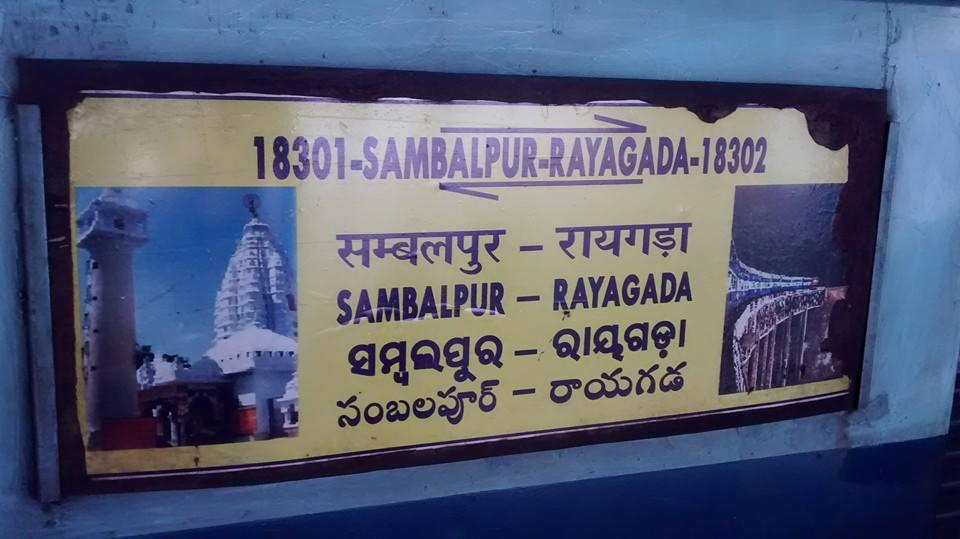 18301-SAMBALPUR-RAYAGADA-18302
सम्बलपुर – रायगड़ा
SAMBALPUR – RAYAGADA
ସମ୍ବଲପୁର – ରାୟଗଡ଼ା
సంబలపూర్ – రాయగడ